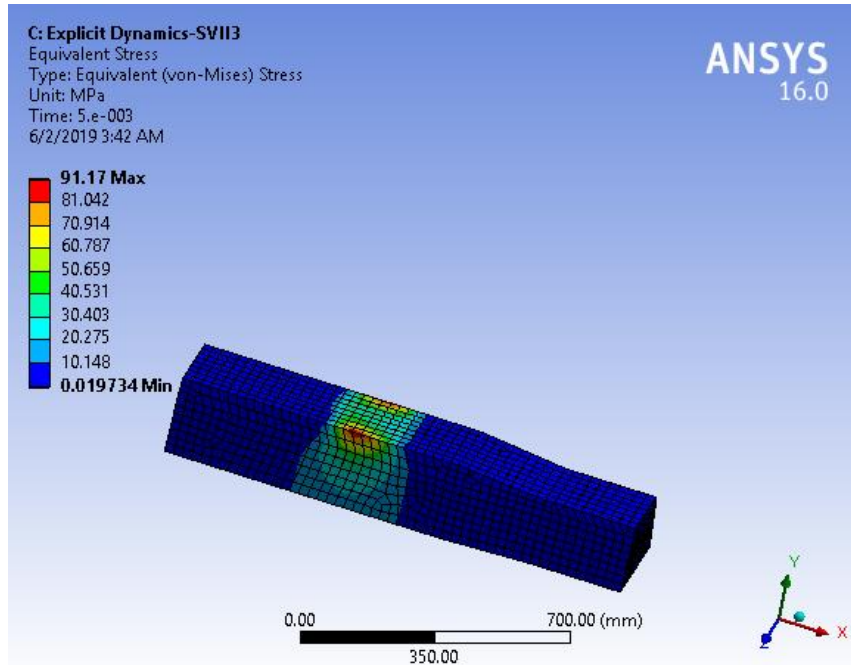 C: Explicit Dynamics-SVII3
Equivalent Stress
Type: Equivalent (von-Mises) Stress
Unit: MPa
Time: 5.e-003
6/2/2019 3:42 AM
ANSYS
16.0
91.17 Max
81.042
70.914
60.787
50.659
40.531
30.403
20.275
10.148
0.019734 Min
0.00
700.00 (mm)
350.00
Y
X
Z